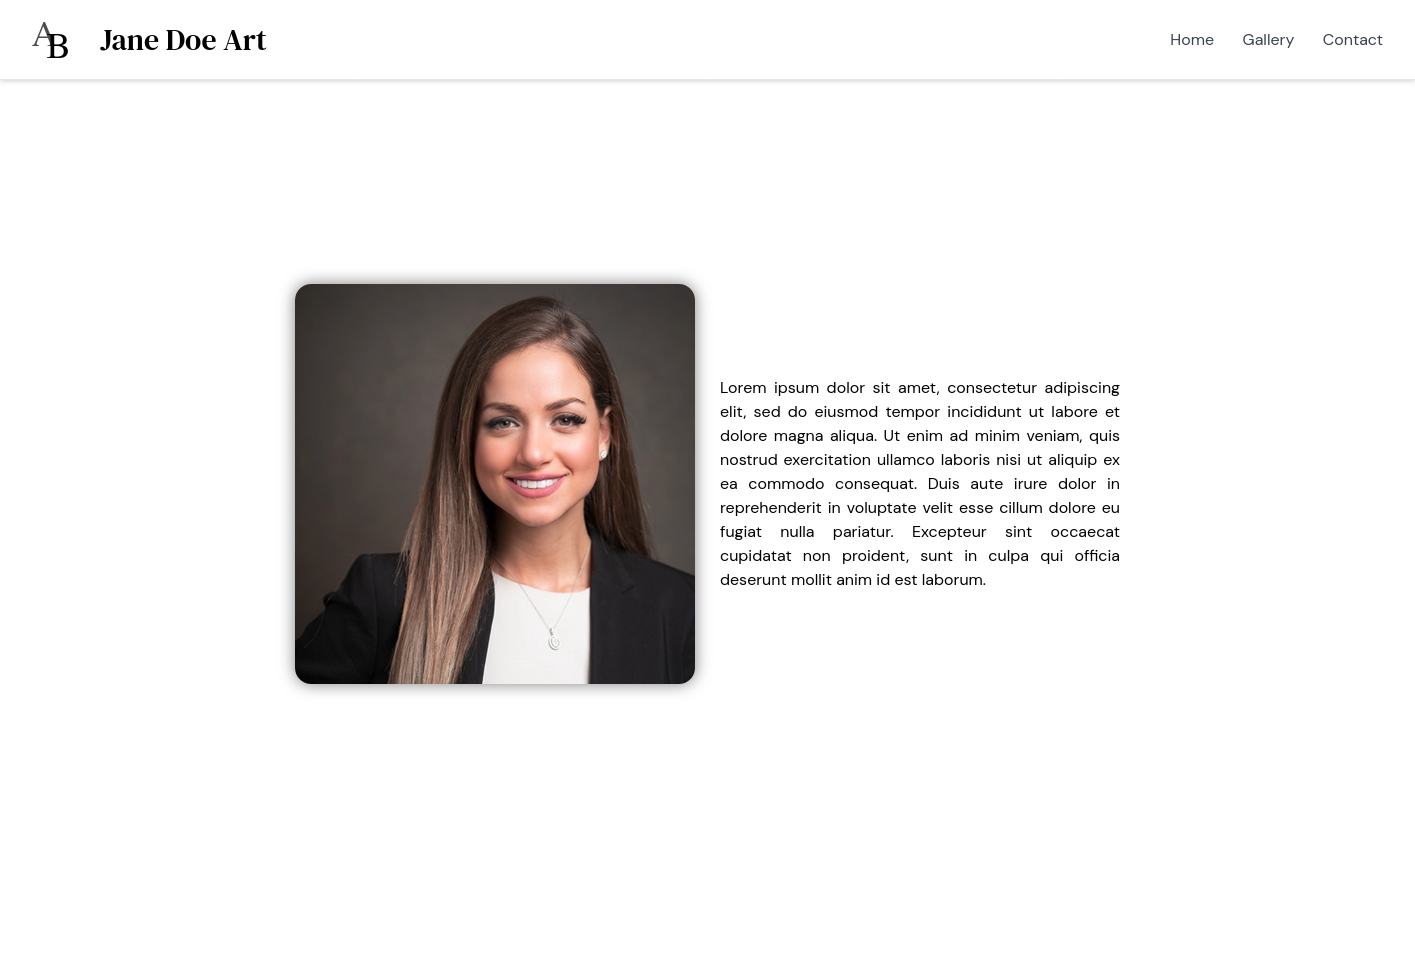 AB
Jane Doe Art
Home
Gallery
Contact
Lorem ipsum dolor sit amet, consectetur adipiscing
elit, sed do eiusmod tempor incididunt ut labore et
dolore magna aliqua. Ut enim ad minim veniam, quis
nostrud exercitation ullamco laboris nisi ut aliquip ex
ea commodo consequat. Duis aute irure dolor in
reprehenderit in voluptate velit esse cillum dolore eu
fugiat nulla pariatur. Excepteur sint occaecat
cupidatat non proident, sunt in culpa qui officia
deserunt mollit anim id est laborum.